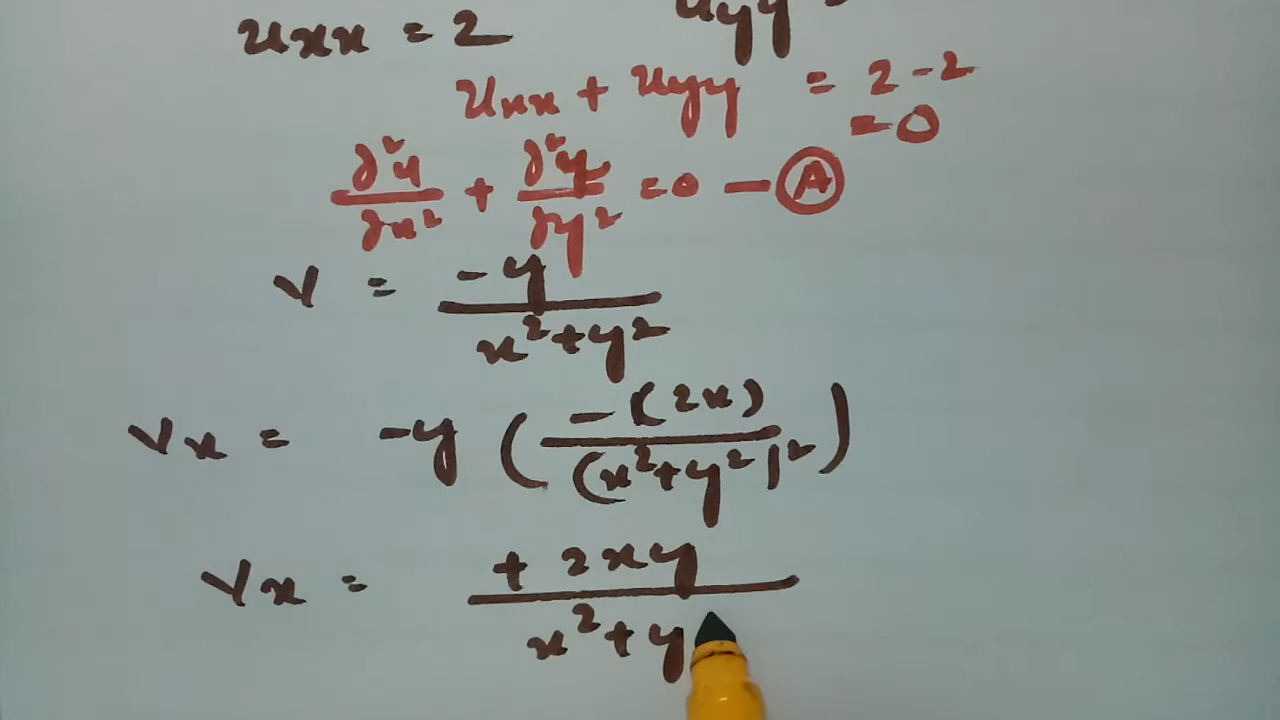 uxx = 2 uyy =
uxx + uyy = 2 - 2
= 0
∂²u/∂x² + ∂²u/∂y² = 0 - Ⓐ
V = -y/(x²+y²)
Vx = -y ( -(2x)/(x²+y²)² )
Vx = +2xy/(x²+y